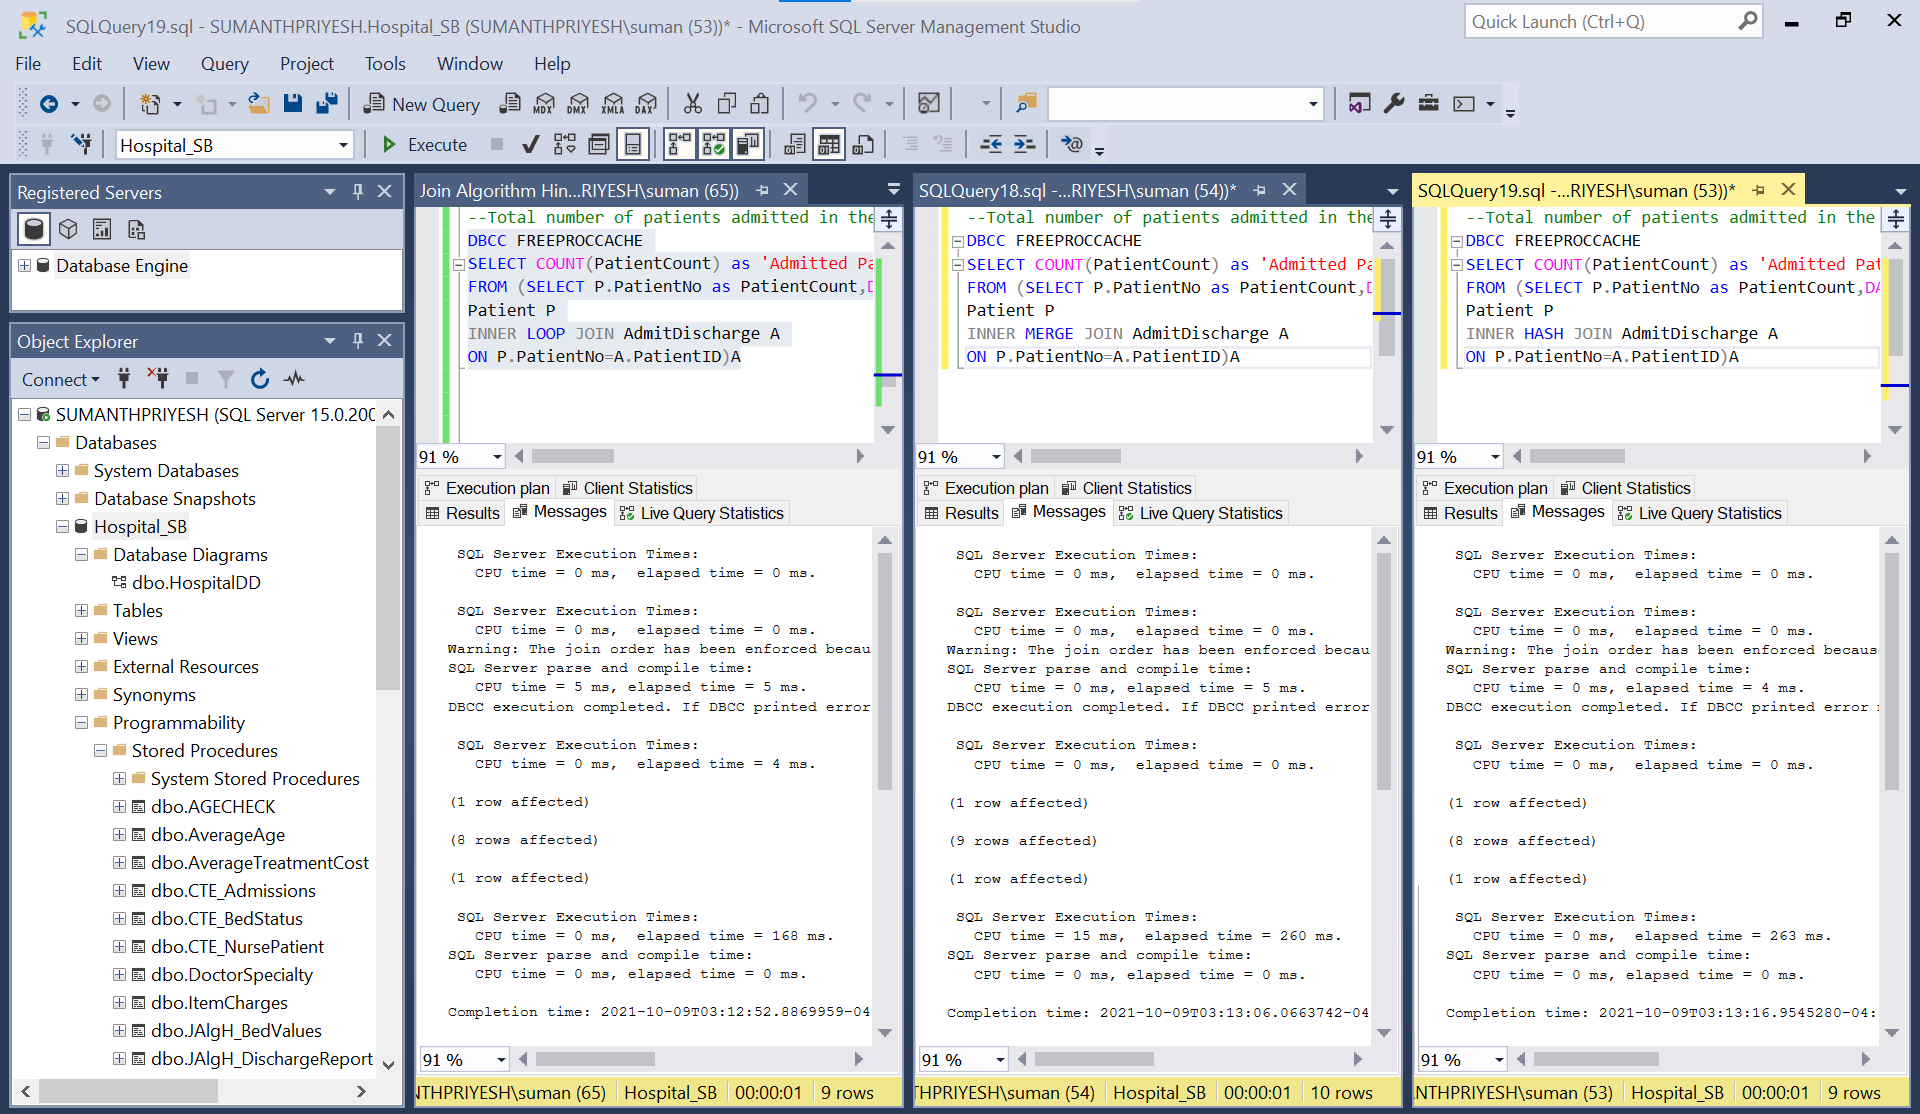 SQLQuery19.sql - SUMANTHPRIYESH.Hospital_SB (SUMANTHPRIYESH\suman (53))* - Microsoft SQL Server Management Studio
Quick Launch (Ctrl+Q)
File Edit View Query Project Tools Window Help
New Query MDX DMX XMLA DAX
Hospital_SB Execute
Registered Servers
Database Engine
Object Explorer
Connect
SUMANTHPRIYESH (SQL Server 15.0.200
Databases
System Databases
Database Snapshots
Hospital_SB
Database Diagrams
dbo.HospitalDD
Tables
Views
External Resources
Synonyms
Programmability
Stored Procedures
System Stored Procedures
dbo.AGECHECK
dbo.AverageAge
dbo.AverageTreatmentCost
dbo.CTE_Admissions
dbo.CTE_BedStatus
dbo.CTE_NursePatient
dbo.DoctorSpecialty
dbo.ItemCharges
dbo.JAlgH_BedValues
dbo.JAlgH_DischargeReport
Join Algorithm Hin...RIYESH\suman (65))
--Total number of patients admitted in the
DBCC FREEPROCCACHE
SELECT COUNT(PatientCount) as 'Admitted Pa
FROM (SELECT P.PatientNo as PatientCount,D
Patient P
INNER LOOP JOIN AdmitDischarge A
ON P.PatientNo=A.PatientID)A
91 %
Execution plan Client Statistics
Results Messages Live Query Statistics
SQL Server Execution Times:
CPU time = 0 ms, elapsed time = 0 ms.
SQL Server Execution Times:
CPU time = 0 ms, elapsed time = 0 ms.
Warning: The join order has been enforced becau
SQL Server parse and compile time:
CPU time = 5 ms, elapsed time = 5 ms.
DBCC execution completed. If DBCC printed error
SQL Server Execution Times:
CPU time = 0 ms, elapsed time = 4 ms.
(1 row affected)
(8 rows affected)
(1 row affected)
SQL Server Execution Times:
CPU time = 0 ms, elapsed time = 168 ms.
SQL Server parse and compile time:
CPU time = 0 ms, elapsed time = 0 ms.
Completion time: 2021-10-09T03:12:52.8869959-04
91 %
NTHPRIYESH\suman (65) Hospital_SB 00:00:01 9 rows
SQLQuery18.sql -...RIYESH\suman (54))*
--Total number of patients admitted in the
DBCC FREEPROCCACHE
SELECT COUNT(PatientCount) as 'Admitted Pa
FROM (SELECT P.PatientNo as PatientCount,D
Patient P
INNER MERGE JOIN AdmitDischarge A
ON P.PatientNo=A.PatientID)A
91 %
Execution plan Client Statistics
Results Messages Live Query Statistics
SQL Server Execution Times:
CPU time = 0 ms, elapsed time = 0 ms.
SQL Server Execution Times:
CPU time = 0 ms, elapsed time = 0 ms.
Warning: The join order has been enforced becau
SQL Server parse and compile time:
CPU time = 0 ms, elapsed time = 5 ms.
DBCC execution completed. If DBCC printed error
SQL Server Execution Times:
CPU time = 0 ms, elapsed time = 0 ms.
(1 row affected)
(9 rows affected)
(1 row affected)
SQL Server Execution Times:
CPU time = 15 ms, elapsed time = 260 ms.
SQL Server parse and compile time:
CPU time = 0 ms, elapsed time = 0 ms.
Completion time: 2021-10-09T03:13:06.0663742-04
91 %
THPRIYESH\suman (54) Hospital_SB 00:00:01 10 rows
SQLQuery19.sql -...RIYESH\suman (53))*
--Total number of patients admitted in the
DBCC FREEPROCCACHE
SELECT COUNT(PatientCount) as 'Admitted Pat
FROM (SELECT P.PatientNo as PatientCount,DA
Patient P
INNER HASH JOIN AdmitDischarge A
ON P.PatientNo=A.PatientID)A
91 %
Execution plan Client Statistics
Results Messages Live Query Statistics
SQL Server Execution Times:
CPU time = 0 ms, elapsed time = 0 ms.
SQL Server Execution Times:
CPU time = 0 ms, elapsed time = 0 ms.
Warning: The join order has been enforced becaus
SQL Server parse and compile time:
CPU time = 0 ms, elapsed time = 4 ms.
DBCC execution completed. If DBCC printed error
SQL Server Execution Times:
CPU time = 0 ms, elapsed time = 0 ms.
(1 row affected)
(8 rows affected)
(1 row affected)
SQL Server Execution Times:
CPU time = 0 ms, elapsed time = 263 ms.
SQL Server parse and compile time:
CPU time = 0 ms, elapsed time = 0 ms.
Completion time: 2021-10-09T03:13:16.9545280-04:
91 %
NTHPRIYESH\suman (53) Hospital_SB 00:00:01 9 rows